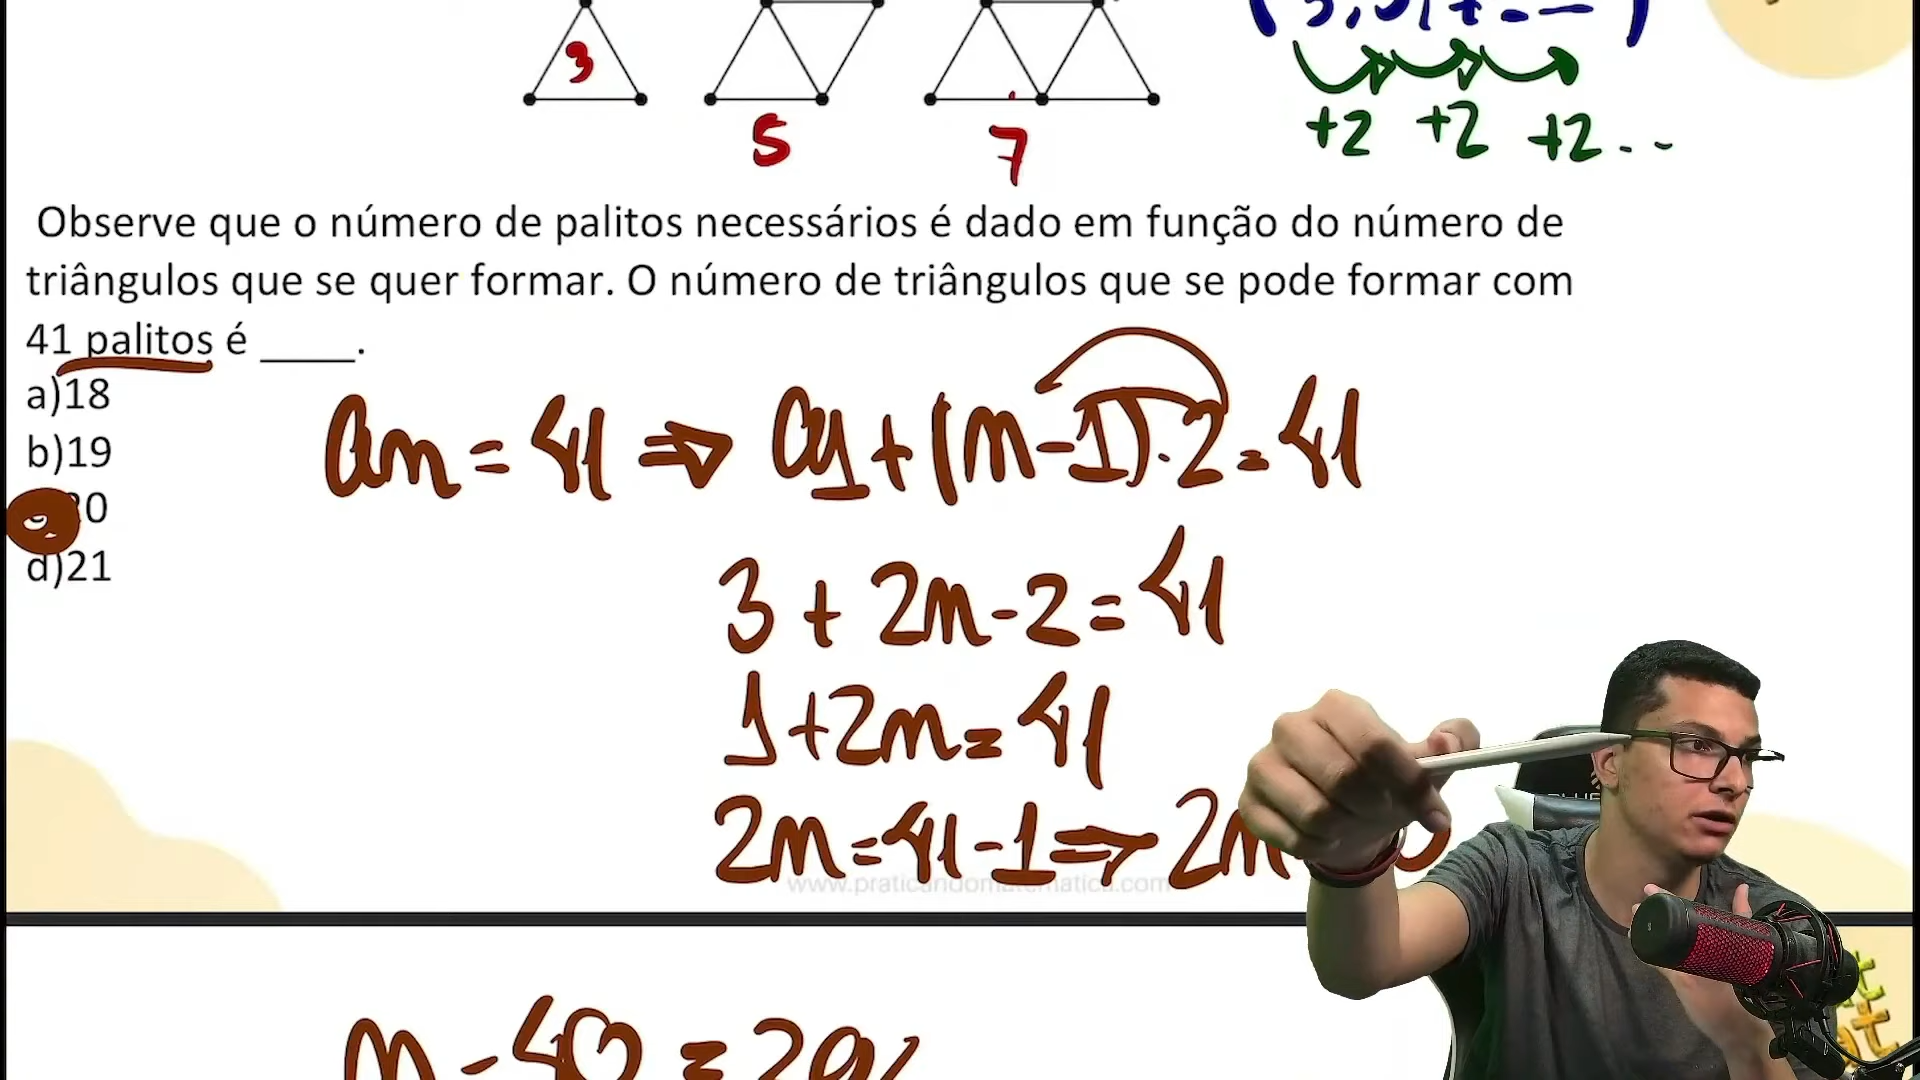 3
5
7
+2 +2 +2...
Observe que o número de palitos necessários é dado em função do número de
triângulos que se quer formar. O número de triângulos que se pode formar com
41 palitos é ____.
a)18
b)19
20
d)21
an = 41 ⇒ a1 + (n-1)·2 = 41
3 + 2n - 2 = 41
1 + 2n = 41
2n = 41 - 1 ⇒ 2n
www.praticandomatematica.com